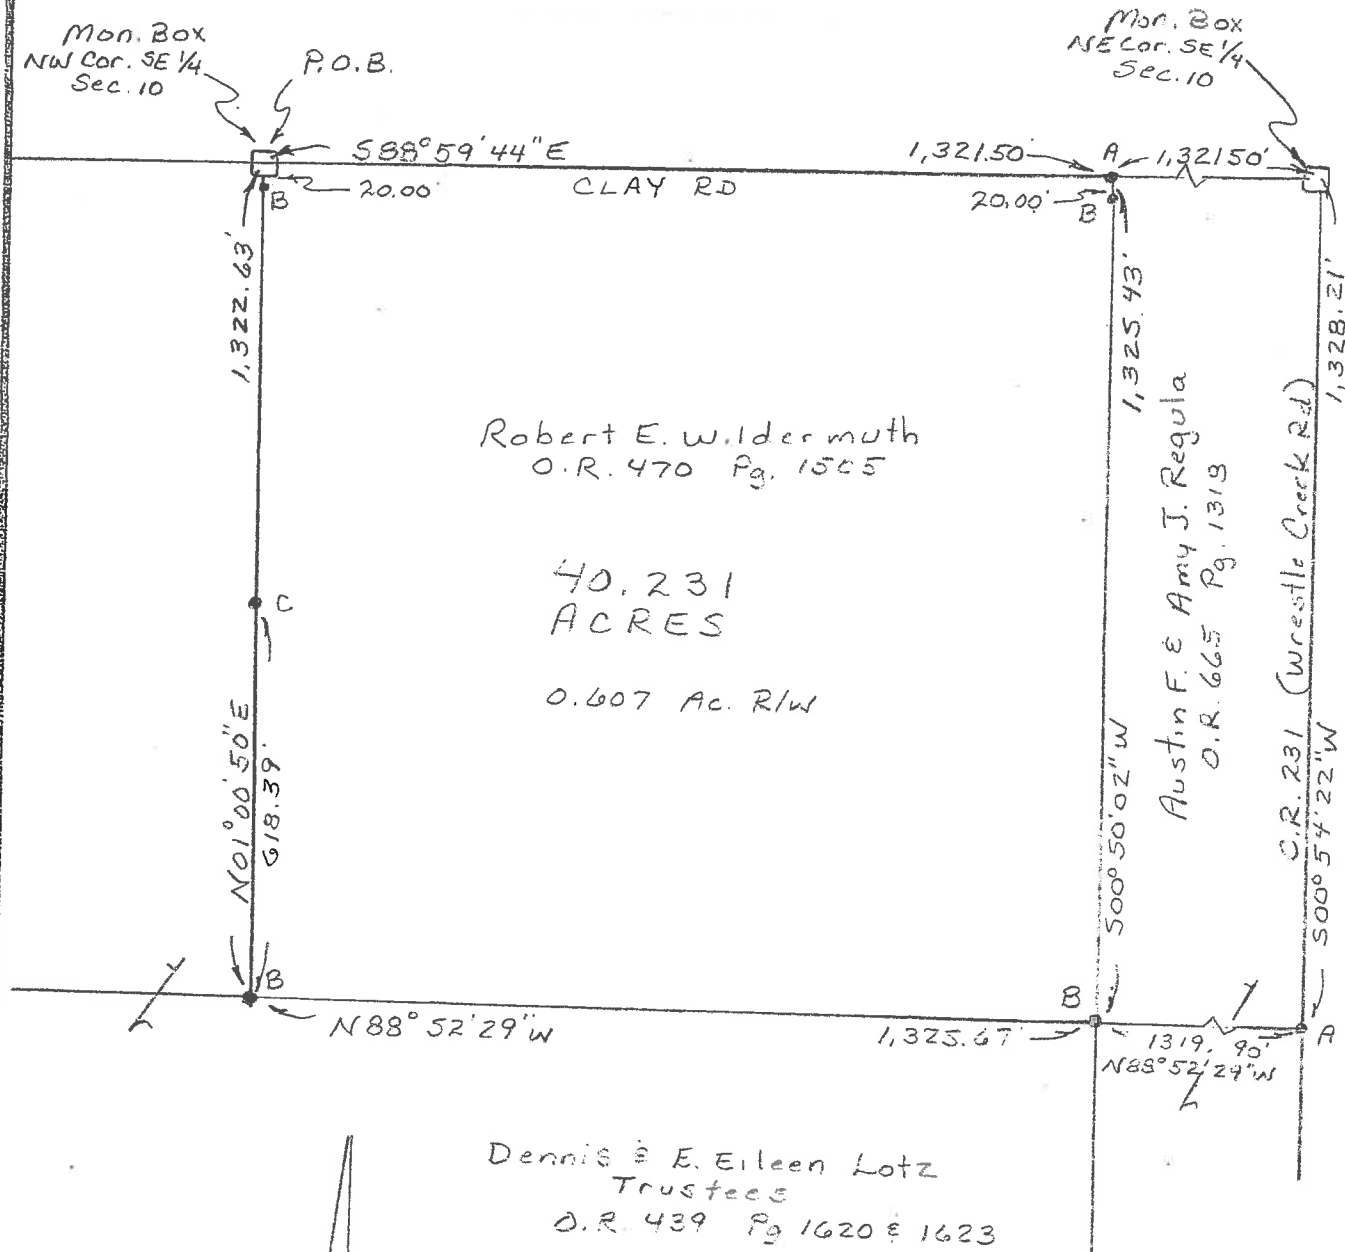 Mon. Box
NW Cor. SE 1/4
Sec. 10
P.O.B.
Mon. Box
NE Cor. SE 1/4
Sec. 10
S88°59'44"E
1,321.50'
A
1,321.50'
B
20.00'
CLAY RD
20.00'
B
1,322.63'
1,325.43'
1,328.21'
Robert E. Wildermuth
O.R. 470 Pg. 1505
40.231
ACRES
0.607 Ac. R/W
C
N01°00'50"E
618.39'
Austin F. & Amy J. Regula
O.R. 665 Pg. 1319
C.R. 231 (Wrestle Creek Rd)
S00°50'02"W
S00°54'22"W
B
N88°52'29"W
1,325.67'
B
1319.90'
N88°52'29"W
A
Dennis & E. Eileen Lotz
Trustees
O.R. 439 Pg 1620 & 1623